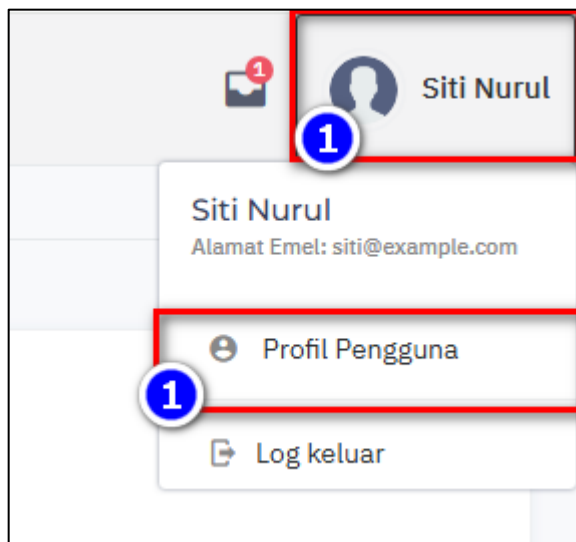 1
Siti Nurul
1
Siti Nurul
Alamat Emel: siti@example.com
Profil Pengguna
1
Log keluar